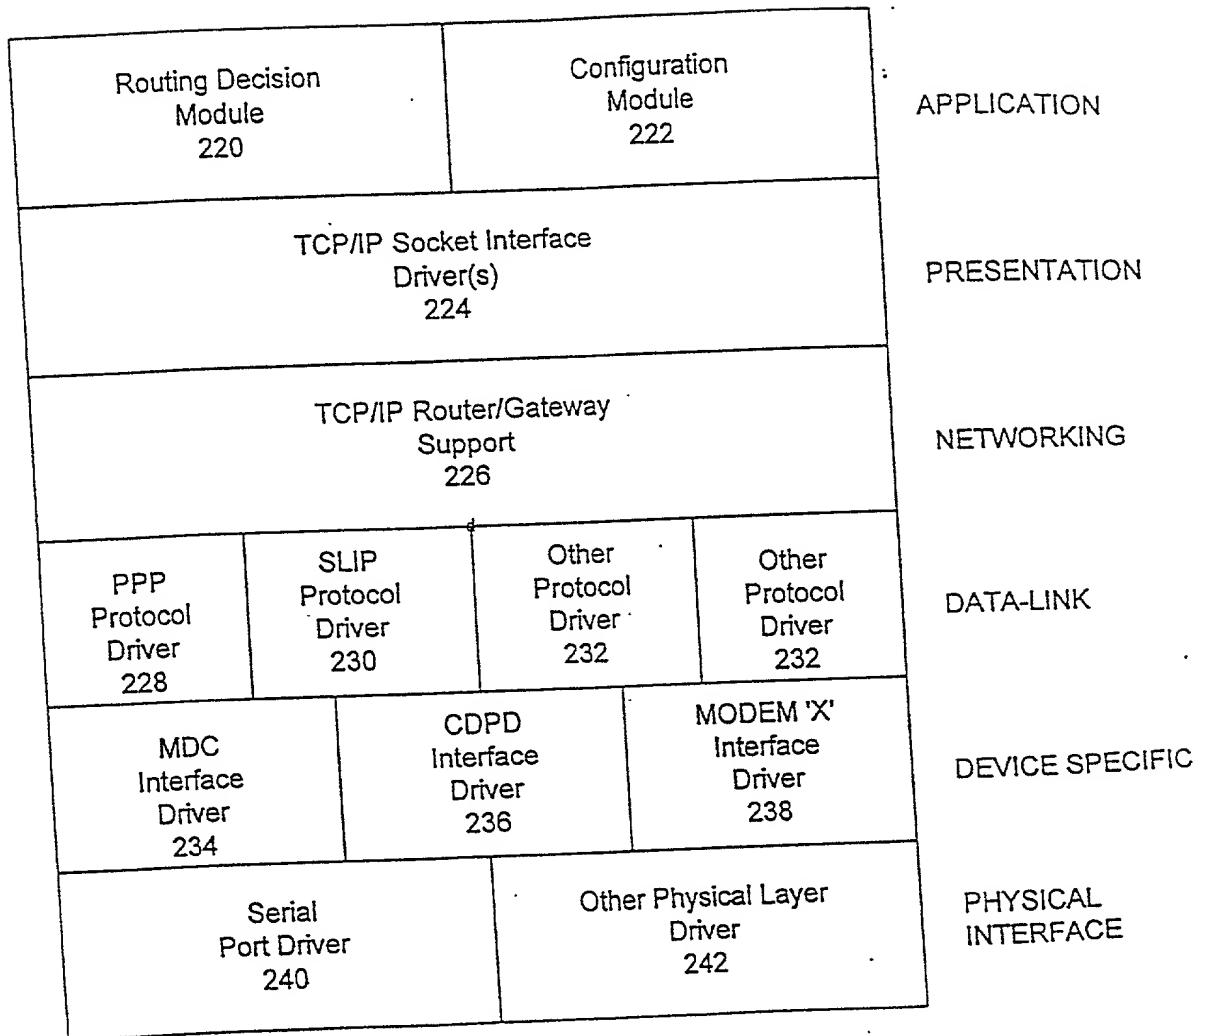 Routing Decision
Module
220
Configuration
Module
222
APPLICATION
TCP/IP Socket Interface
Driver(s)
224
PRESENTATION
TCP/IP Router/Gateway
Support
226
NETWORKING
d
PPP
Protocol
Driver
228
SLIP
Protocol
Driver
230
Other
Protocol
Driver
232
Other
Protocol
Driver
232
DATA-LINK
MDC
Interface
Driver
234
CDPD
Interface
Driver
236
MODEM 'X'
Interface
Driver
238
DEVICE SPECIFIC
Serial
Port Driver
240
Other Physical Layer
Driver
242
PHYSICAL
INTERFACE